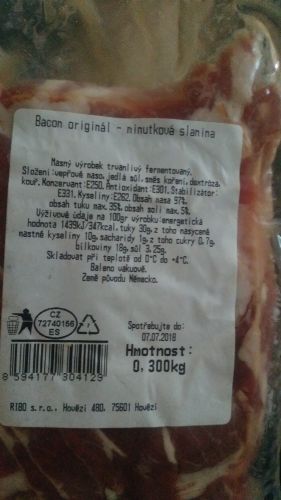 Bacon originál - minutková slanina
Masný výrobek trvanlivý fermentovaný.
Složení:vepřové maso,jedlá sůl,směs koření,dextróza,
kouř,Konzervant:E250,Antioxidant:E301,Stabilizátor:
E331,Kyseliny:E262,Obsah masa 97%,
obsah tuku max.35%,obsah soli max.5%,
Výživové údaje na 100gr výrobku:energetická
hodnota 1439kJ/347kcal,tuky 30g,z toho nasycené
mastné kyseliny 10g,sacharidy 1g,z toho cukry 0,7g,
bílkoviny 18g,sůl 3,25g.
Skladovat při teplotě od 0°C do +4°C.
Baleno vakuově.
Země původu Německo.
CZ
72740156
ES
Spotřebujte do:
07.07.2018
Hmotnost:
0,300kg
8 594177 304129
RIBO s.r.o., Hovězí 480, 75601 Hovězí